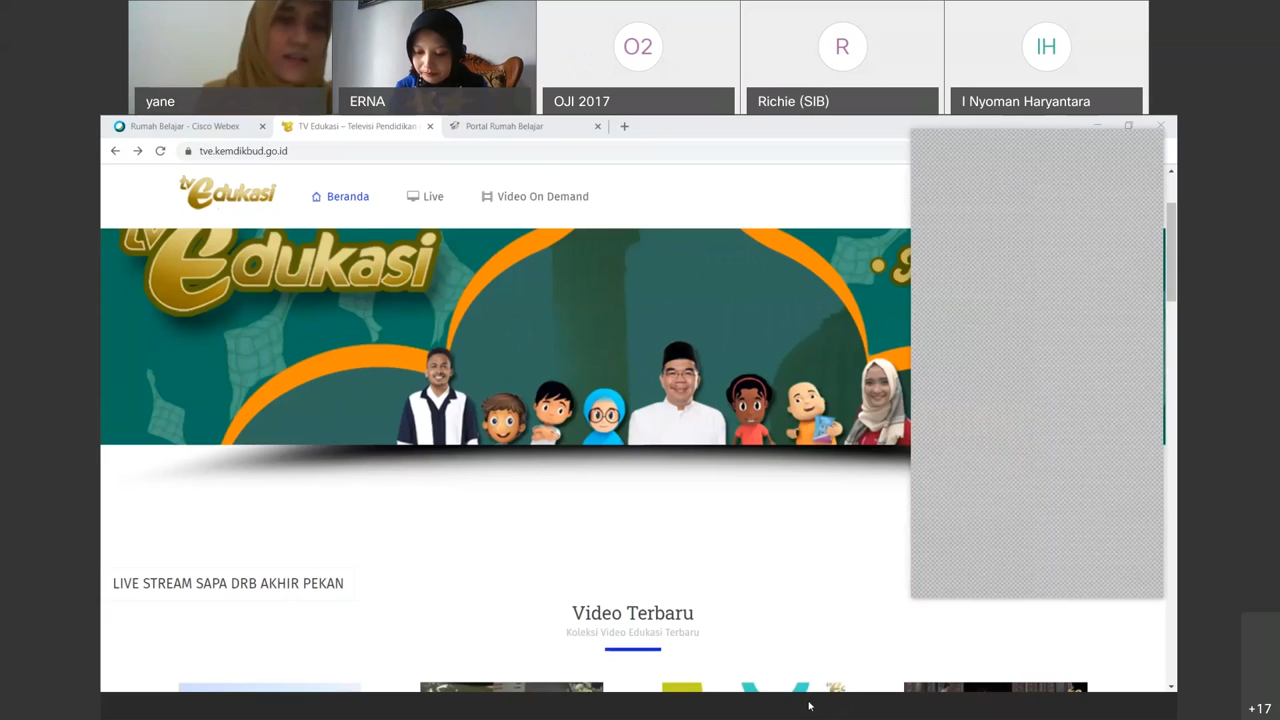 O2
R
IH
yane
ERNA
OJI 2017
Richie (SIB)
I Nyoman Haryantara
Rumah Belajar - Cisco Webex
TV Edukasi – Televisi Pendidikan
Portal Rumah Belajar
tve.kemdikbud.go.id
tv Edukasi
Beranda
Live
Video On Demand
tv Edukasi
LIVE STREAM SAPA DRB AKHIR PEKAN
Video Terbaru
Koleksi Video Edukasi Terbaru
+17